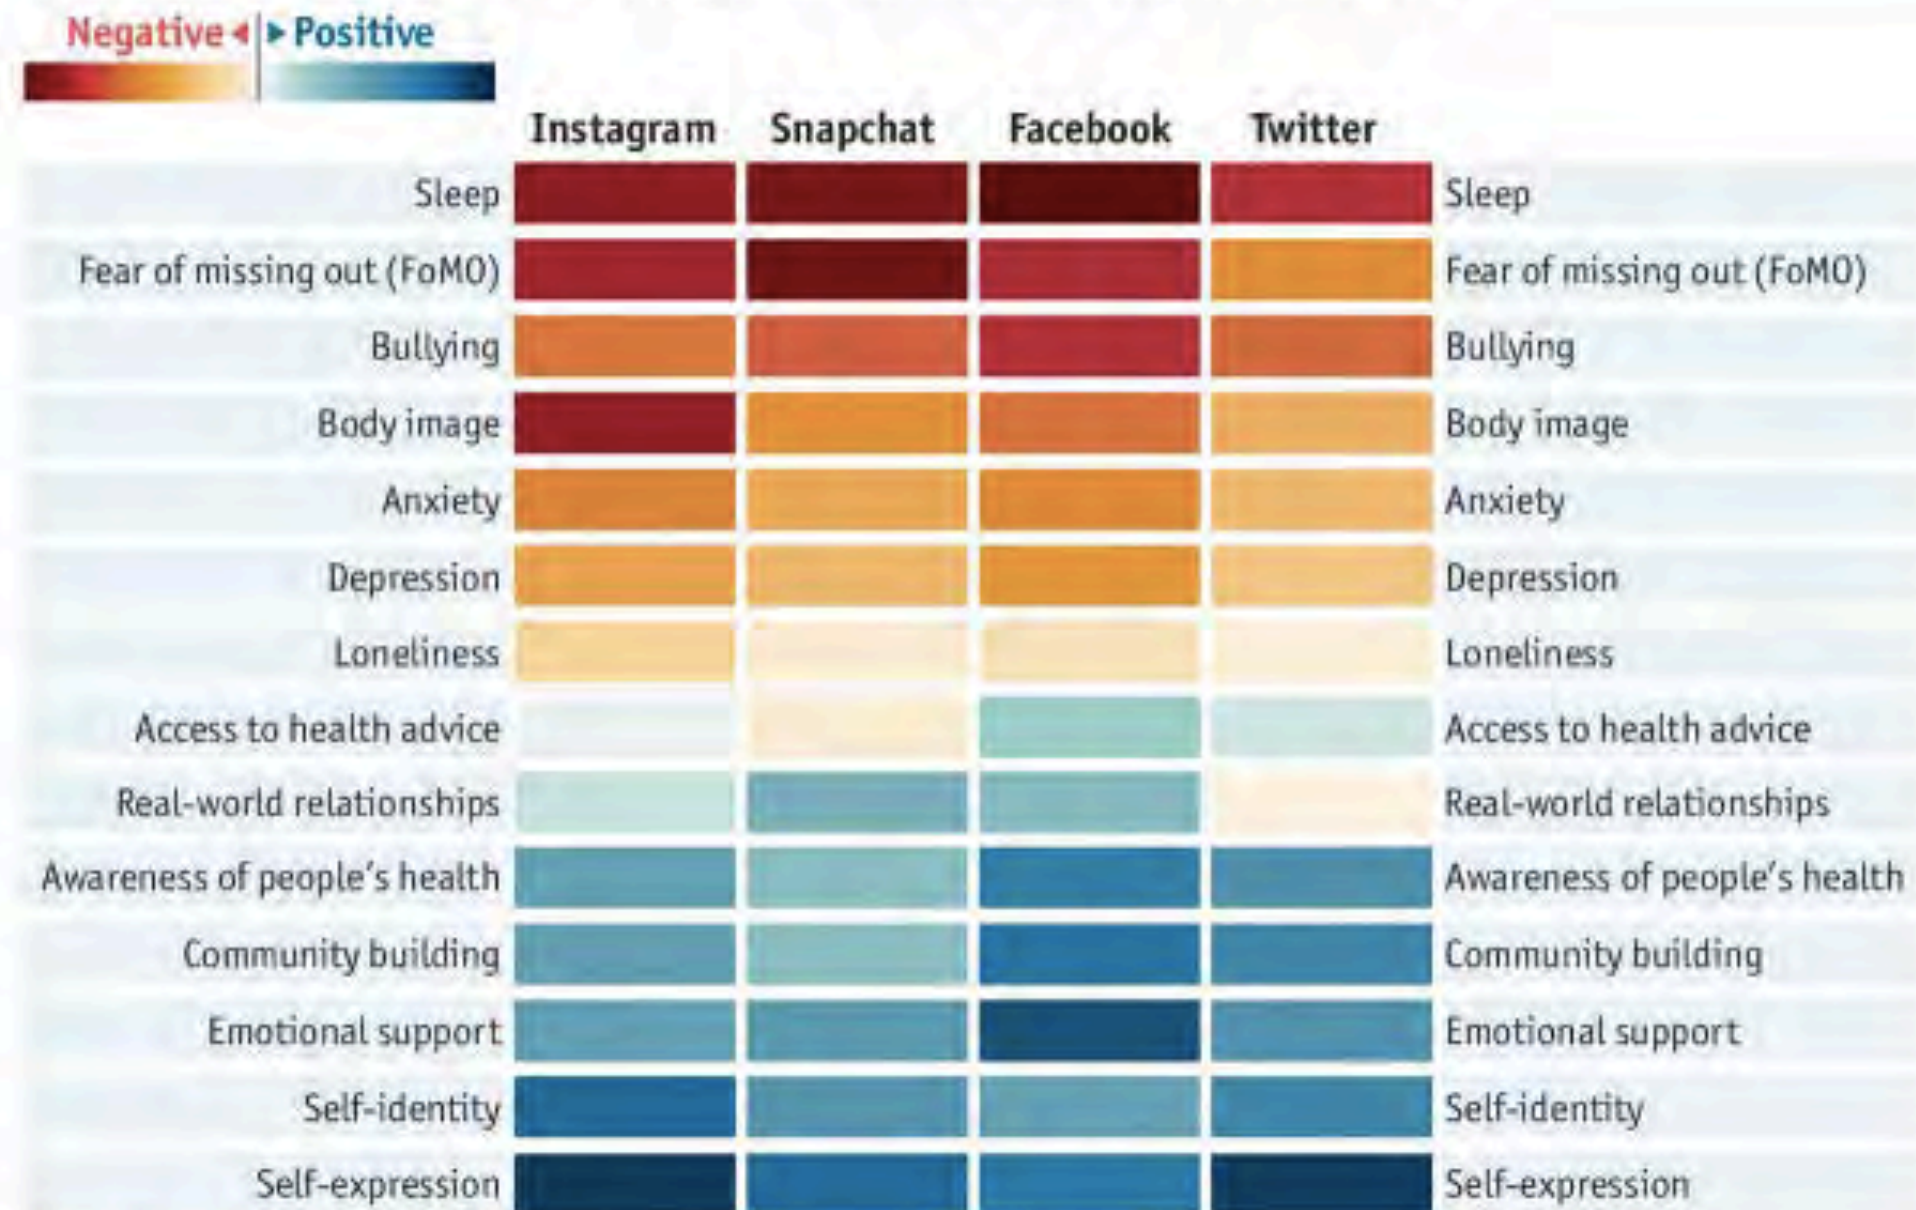 Negative ◂ ▸ Positive
Instagram Snapchat Facebook Twitter
Sleep Sleep
Fear of missing out (FoMO) Fear of missing out (FoMO)
Bullying Bullying
Body image Body image
Anxiety Anxiety
Depression Depression
Loneliness Loneliness
Access to health advice Access to health advice
Real-world relationships Real-world relationships
Awareness of people's health Awareness of people's health
Community building Community building
Emotional support Emotional support
Self-identity Self-identity
Self-expression Self-expression